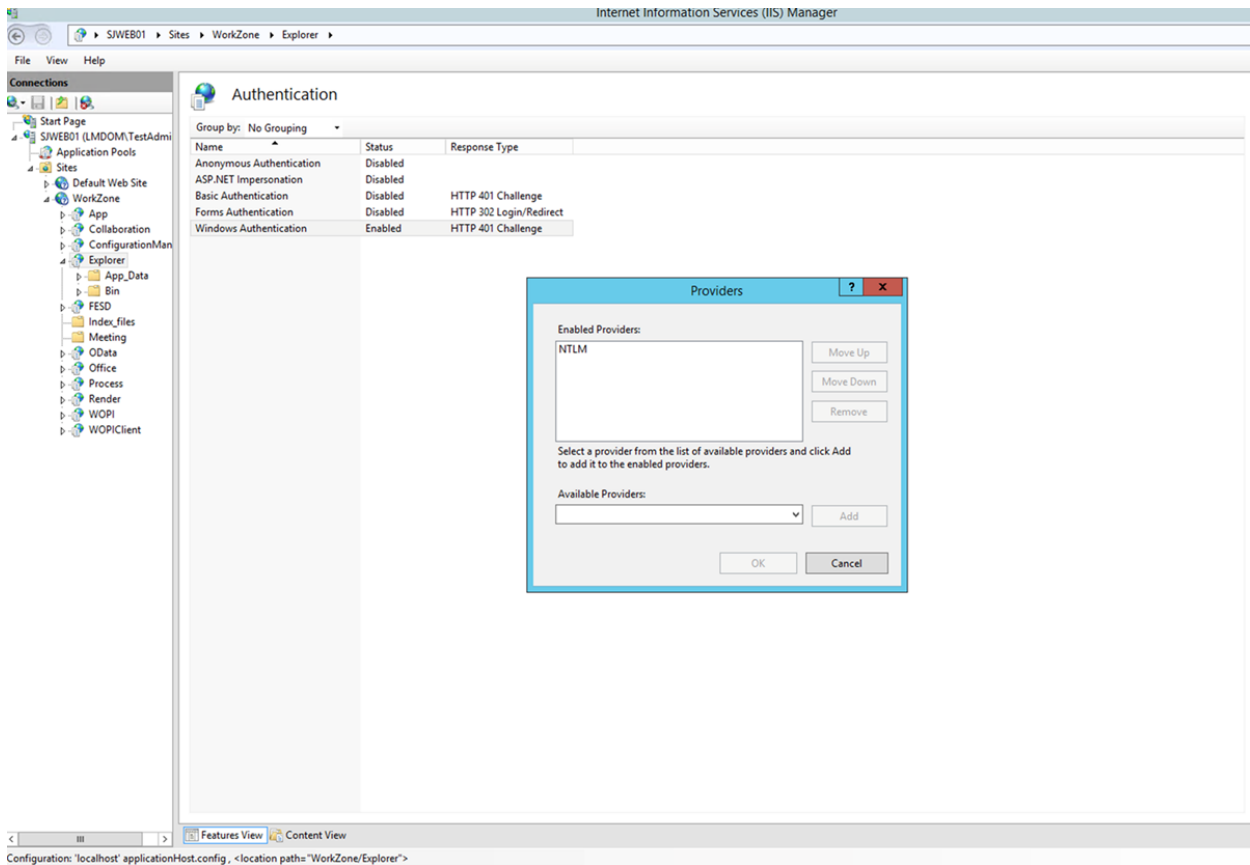 Internet Information Services (IIS) Manager
SJWEB01 Sites WorkZone Explorer
File View Help
Connections
Start Page
SJWEB01 (LMDOM\TestAdmi
Application Pools
Sites
Default Web Site
WorkZone
App
Collaboration
ConfigurationMan
Explorer
App_Data
Bin
FESD
Index_files
Meeting
OData
Office
Process
Render
WOPI
WOPIClient
Authentication
Group by: No Grouping
Name Status Response Type
Anonymous Authentication Disabled
ASP.NET Impersonation Disabled
Basic Authentication Disabled HTTP 401 Challenge
Forms Authentication Disabled HTTP 302 Login/Redirect
Windows Authentication Enabled HTTP 401 Challenge
Providers ? x
Enabled Providers:
NTLM
Move Up
Move Down
Remove
Select a provider from the list of available providers and click Add
to add it to the enabled providers.
Available Providers:
Add
OK Cancel
Features View Content View
Configuration: 'localhost' applicationHost.config , <location path="WorkZone/Explorer">